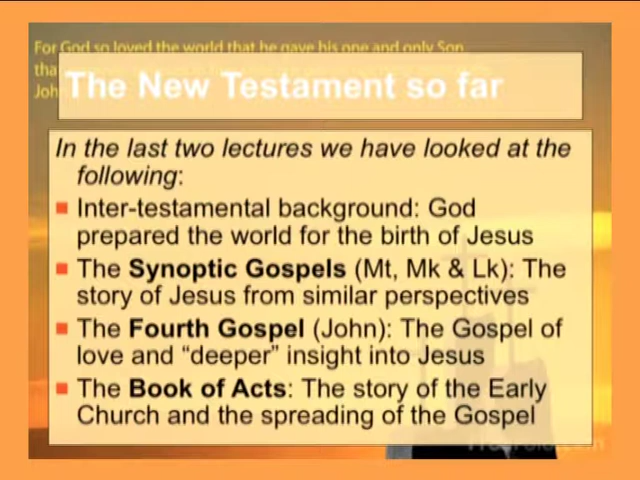 For God so loved the world that he gave his one and only Son
tha
Joh
The New Testament so far
In the last two lectures we have looked at the
following:
Inter-testamental background: God
prepared the world for the birth of Jesus
The Synoptic Gospels (Mt, Mk & Lk): The
story of Jesus from similar perspectives
The Fourth Gospel (John): The Gospel of
love and “deeper” insight into Jesus
The Book of Acts: The story of the Early
Church and the spreading of the Gospel